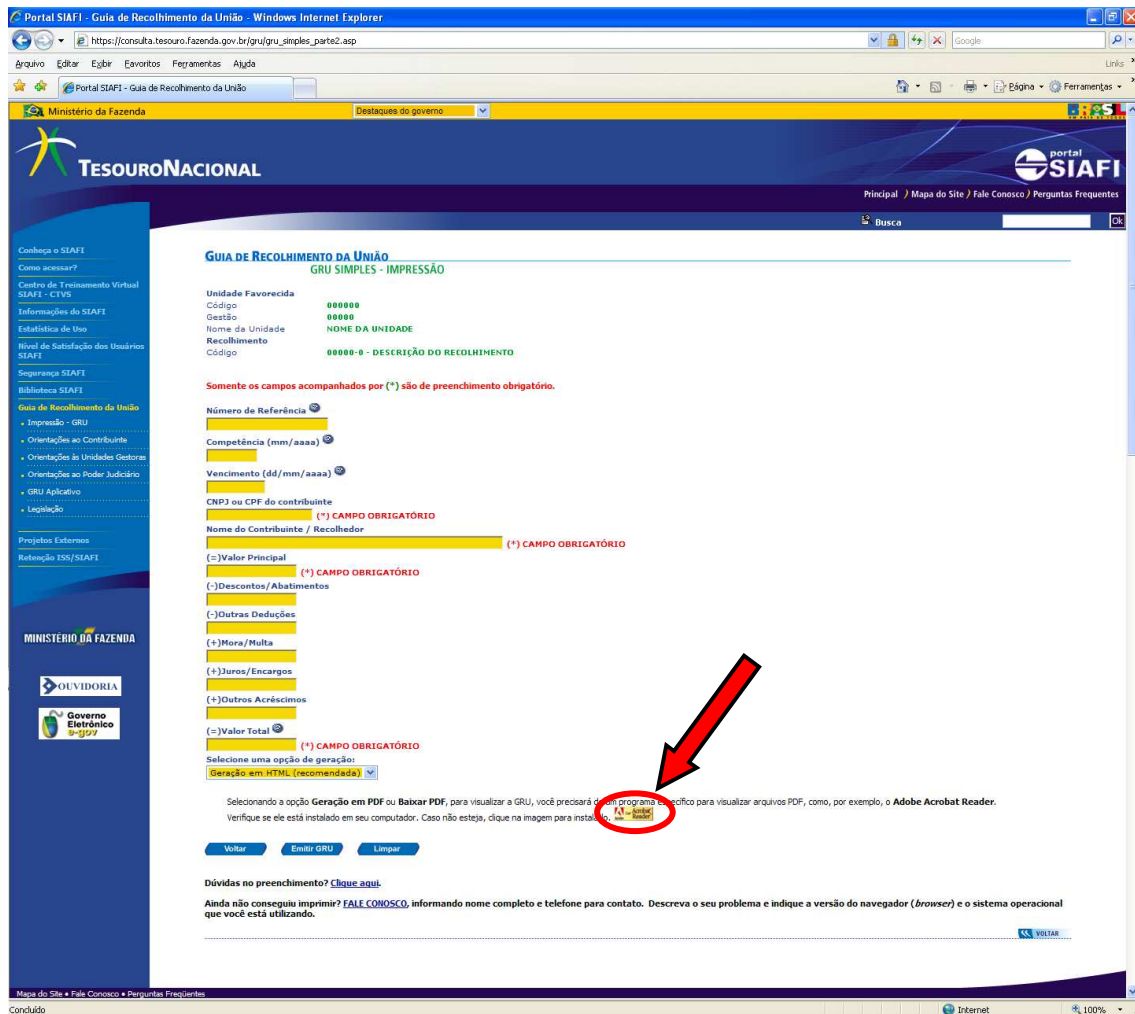 Portal SIAFI - Guia de Recolhimento da União - Windows Internet Explorer
https://consulta.tesouro.fazenda.gov.br/gru/gru_simples_parte2.asp
Google
Arquivo Editar Exibir Favoritos Ferramentas Ajuda
Links
Portal SIAFI - Guia de Recolhimento da União
Página Ferramentas
Ministério da Fazenda
Destaques do governo
BRASIL
TESOURONACIONAL
portal
SIAFI
Principal ) Mapa do Site ) Fale Conosco ) Perguntas Frequentes
Busca
Ok
Conheça o SIAFI
Como acessar?
Centro de Treinamento Virtual
SIAFI - CTVS
Informações do SIAFI
Estatística de Uso
Nível de Satisfação dos Usuários
SIAFI
Segurança SIAFI
Biblioteca SIAFI
Guia de Recolhimento da União
Impressão - GRU
Orientações ao Contribuinte
Orientações às Unidades Gestoras
Orientações ao Poder Judiciário
GRU Aplicativo
Legislação
Projetos Externos
Retenção ISS/SIAFI
MINISTÉRIO DA FAZENDA
OUVIDORIA
Governo
Eletrônico
e-gov
GUIA DE RECOLHIMENTO DA UNIÃO
GRU SIMPLES - IMPRESSÃO
Unidade Favorecida
Código 000000
Gestão 00000
Nome da Unidade NOME DA UNIDADE
Recolhimento
Código 00000-0 - DESCRIÇÃO DO RECOLHIMENTO
Somente os campos acompanhados por (*) são de preenchimento obrigatório.
Número de Referência
Competência (mm/aaaa)
Vencimento (dd/mm/aaaa)
CNPJ ou CPF do contribuinte
(*) CAMPO OBRIGATÓRIO
Nome do Contribuinte / Recolhedor
(*) CAMPO OBRIGATÓRIO
(=)Valor Principal
(*) CAMPO OBRIGATÓRIO
(-)Descontos/Abatimentos
(-)Outras Deduções
(+)Mora/Multa
(+)Juros/Encargos
(+)Outros Acréscimos
(=)Valor Total
(*) CAMPO OBRIGATÓRIO
Selecione uma opção de geração:
Geração em HTML (recomendada)
Selecionando a opção Geração em PDF ou Baixar PDF, para visualizar a GRU, você precisará de um programa específico para visualizar arquivos PDF, como, por exemplo, o Adobe Acrobat Reader.
Verifique se ele está instalado em seu computador. Caso não esteja, clique na imagem para instalá-lo. Acrobat
Reader
Voltar Emitir GRU Limpar
Dúvidas no preenchimento? Clique aqui.
Ainda não conseguiu imprimir? FALE CONOSCO, informando nome completo e telefone para contato. Descreva o seu problema e indique a versão do navegador (browser) e o sistema operacional
que você está utilizando.
VOLTAR
Mapa do Site • Fale Conosco • Perguntas Freqüentes
Concluído
Internet
100%